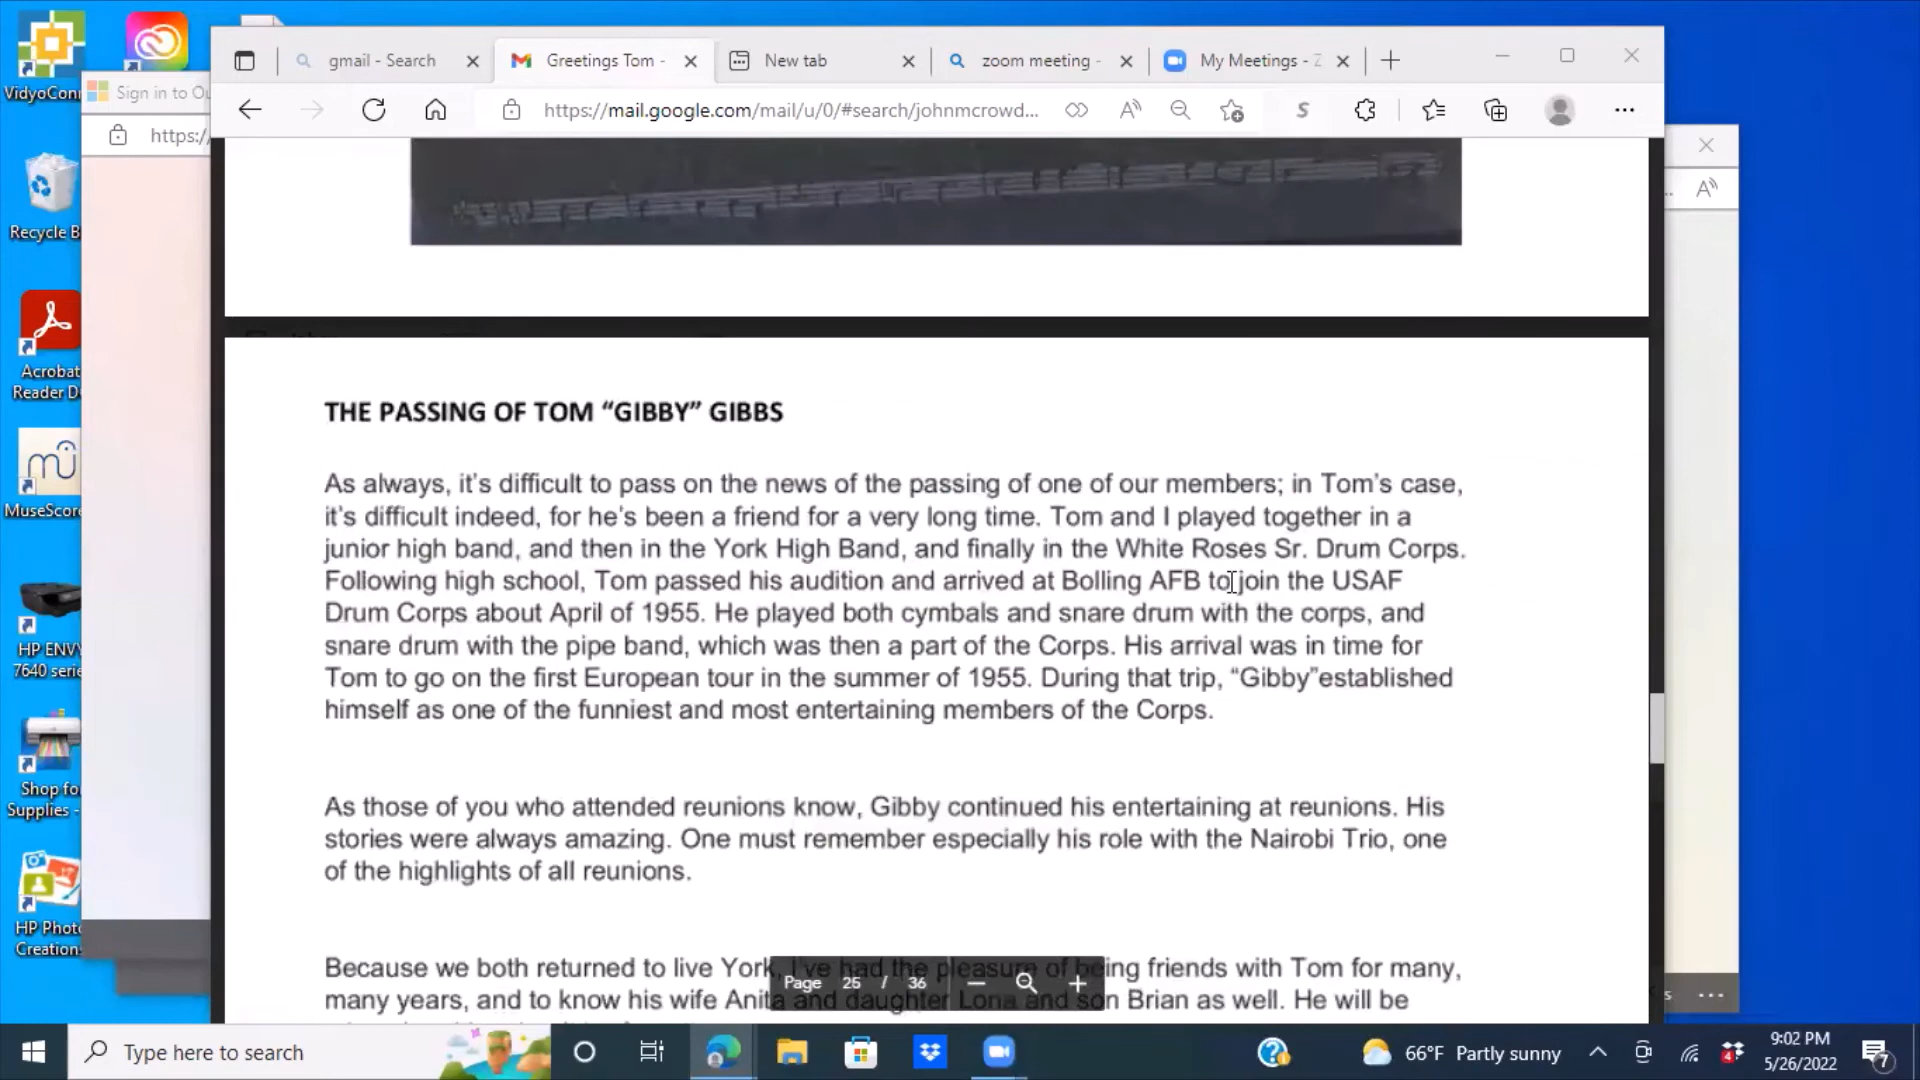 gmail - Search
Greetings Tom -
New tab
zoom meeting -
My Meetings - Z
Sign in to Ou
https://mail.google.com/mail/u/0/#search/johnmcrowd...
https:/
VidyoConn
Recycle B
Acrobat
Reader D
MuseScore
HP ENVY
7640 serie
Shop for
Supplies -
HP Photo
Creations
THE PASSING OF TOM “GIBBY” GIBBS
As always, it’s difficult to pass on the news of the passing of one of our members; in Tom’s case,
it’s difficult indeed, for he’s been a friend for a very long time. Tom and I played together in a
junior high band, and then in the York High Band, and finally in the White Roses Sr. Drum Corps.
Following high school, Tom passed his audition and arrived at Bolling AFB to join the USAF
Drum Corps about April of 1955. He played both cymbals and snare drum with the corps, and
snare drum with the pipe band, which was then a part of the Corps. His arrival was in time for
Tom to go on the first European tour in the summer of 1955. During that trip, “Gibby”established
himself as one of the funniest and most entertaining members of the Corps.
As those of you who attended reunions know, Gibby continued his entertaining at reunions. His
stories were always amazing. One must remember especially his role with the Nairobi Trio, one
of the highlights of all reunions.
Because we both returned to live York, I’ve had the pleasure of being friends with Tom for many,
many years, and to know his wife Anita and daughter Lona and son Brian as well. He will be
Page 25 / 36
Type here to search
66°F Partly sunny
9:02 PM
5/26/2022
4
7